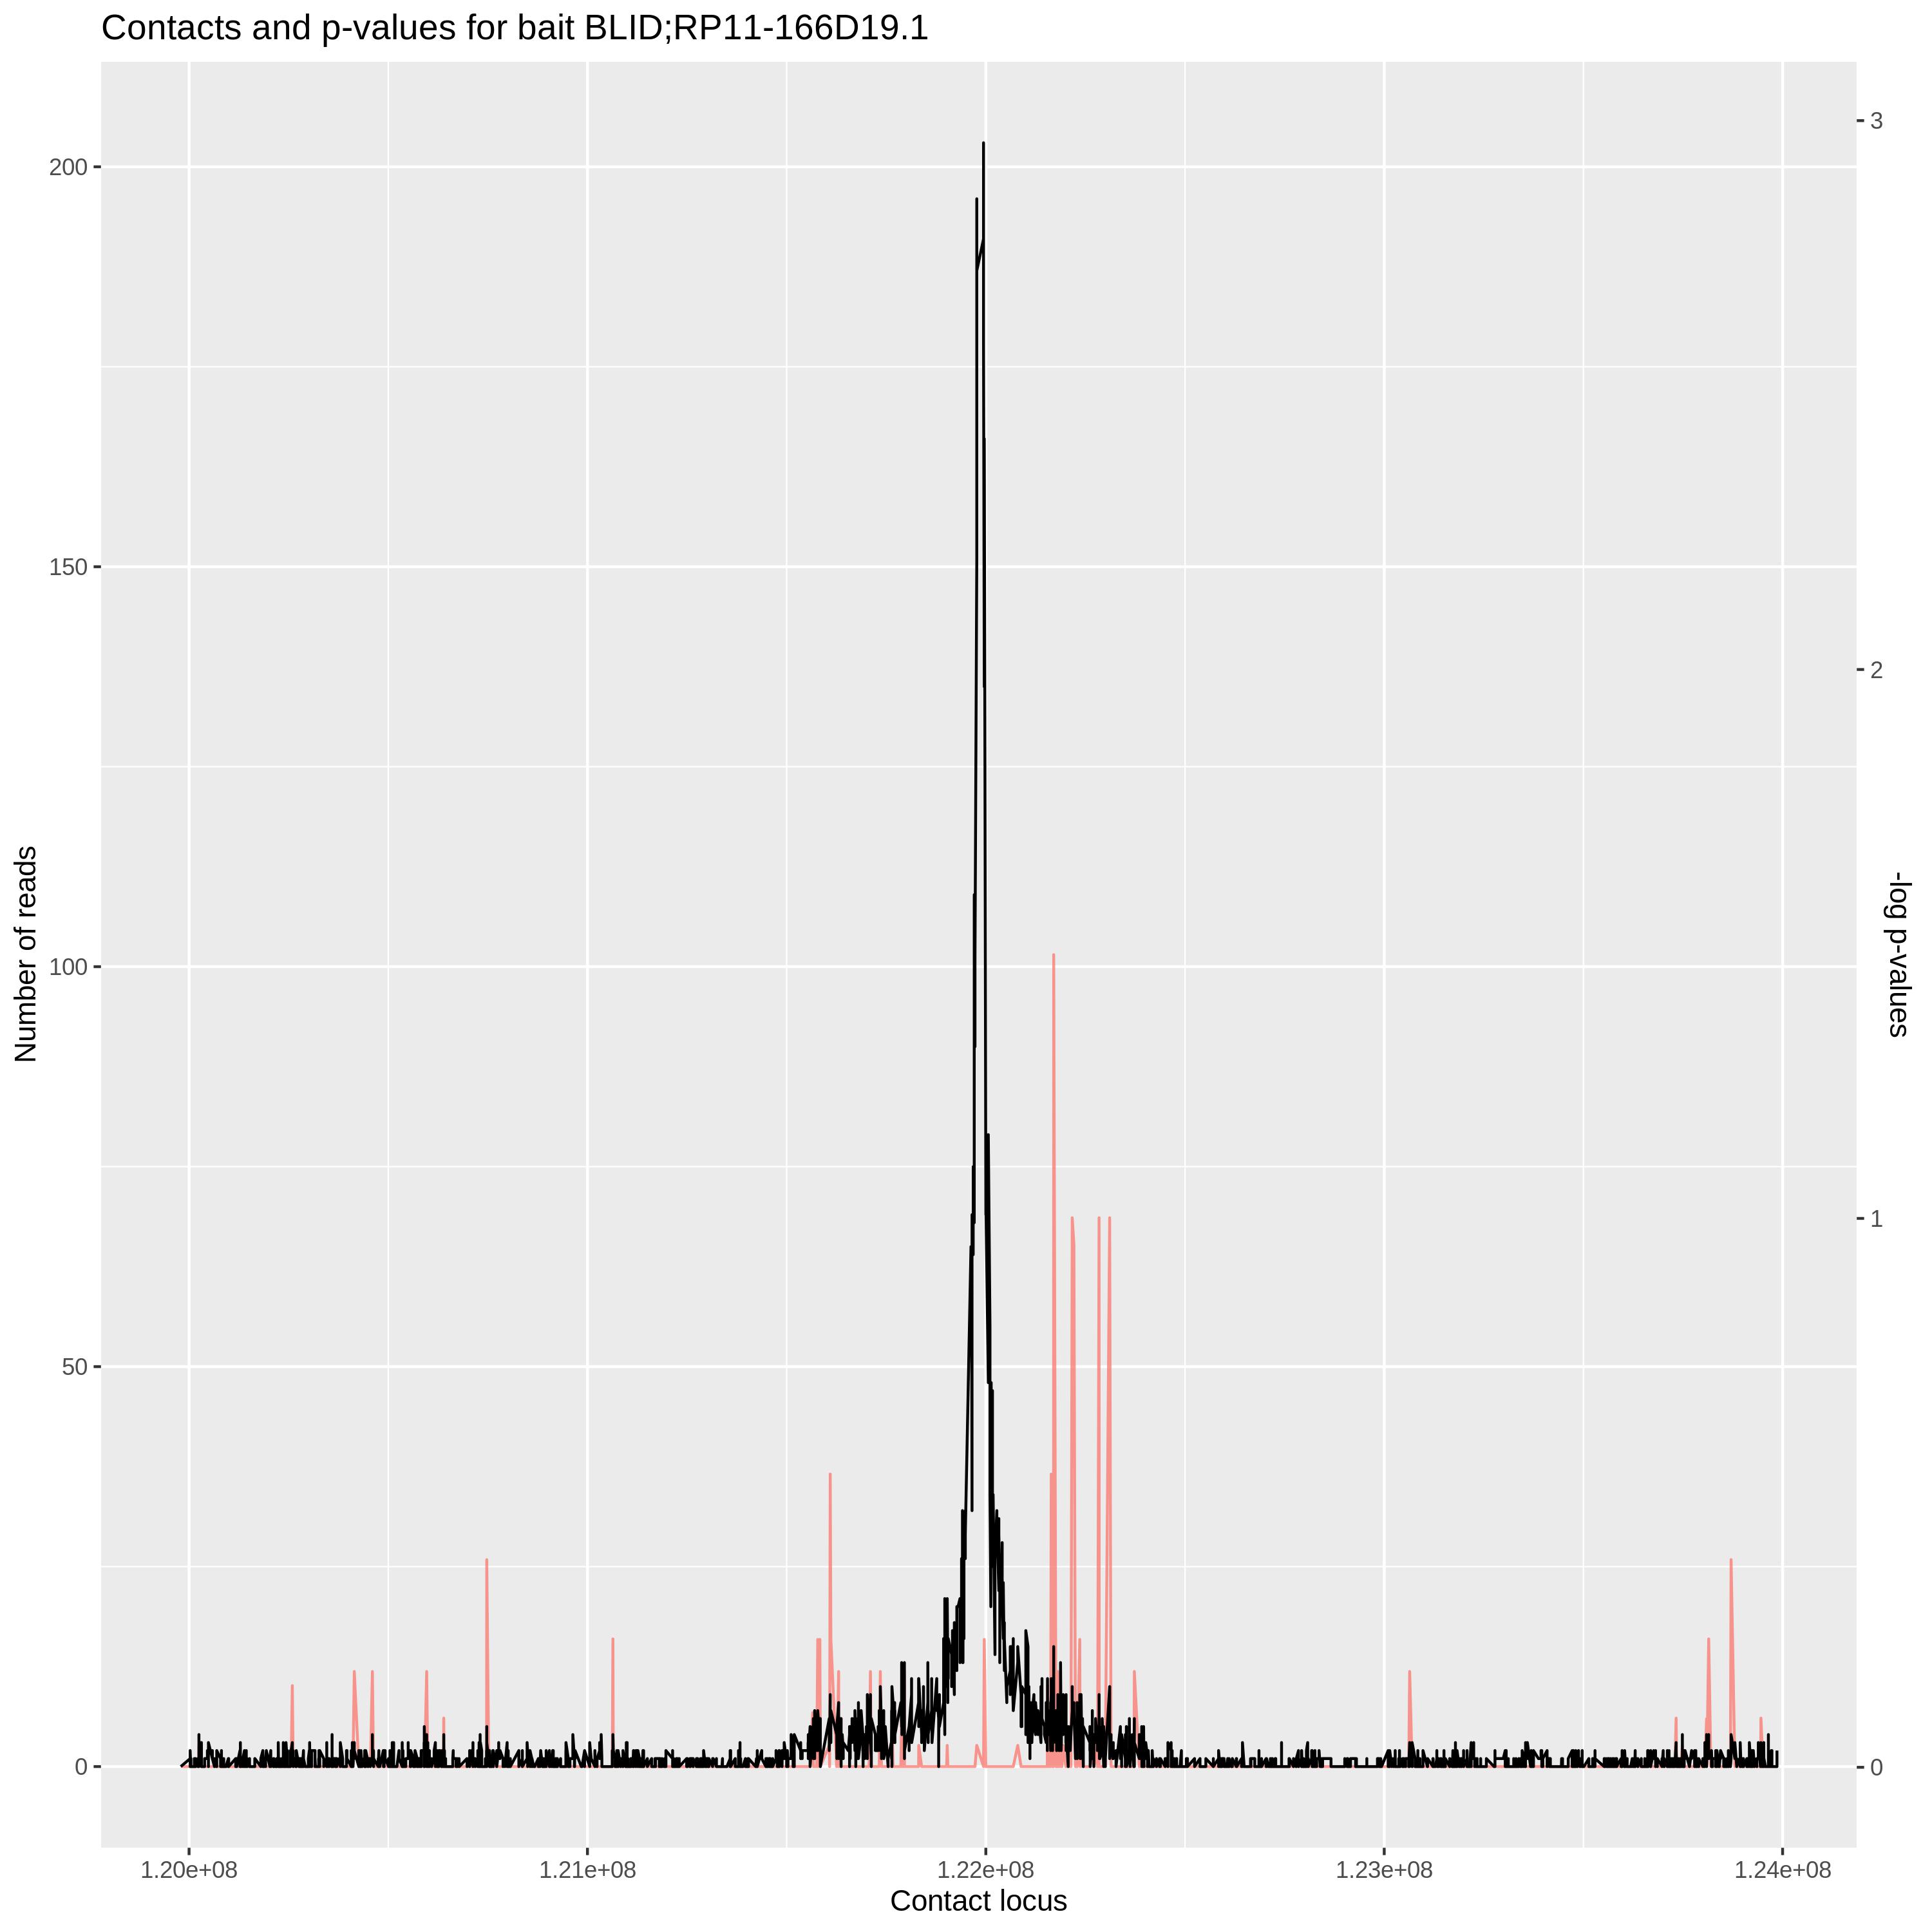 Contacts and p-values for bait BLID;RP11-166D19.1
200
150
100
50
0
Number of reads
3
2
1
0
-log p-values
1.20e+08
1.21e+08
1.22e+08
1.23e+08
1.24e+08
Contact locus